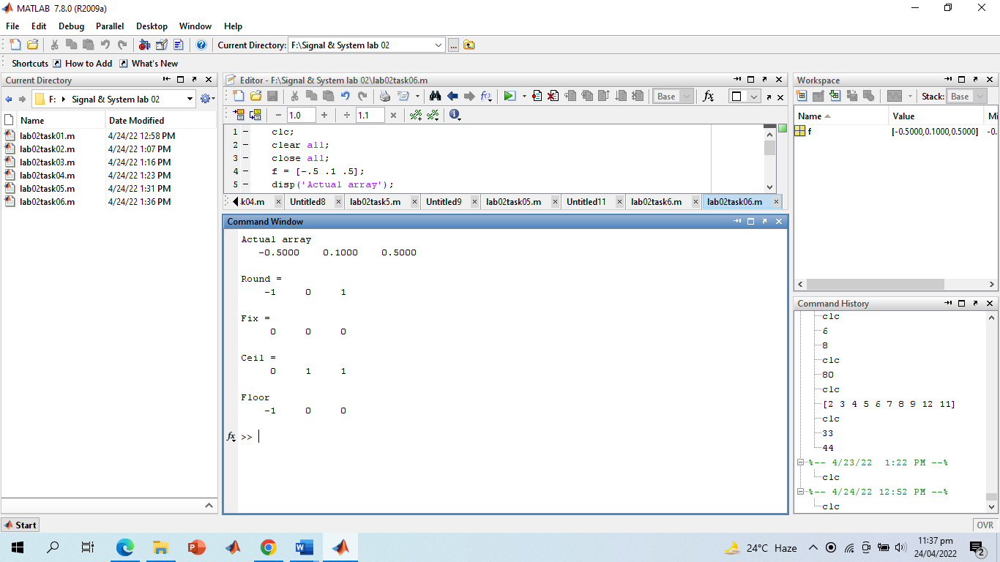 MATLAB 7.8.0 (R2009a)
File Edit Debug Parallel Desktop Window Help
Current Directory: F:\Signal & System lab 02 ...
Shortcuts How to Add What's New
Current Directory
F: Signal & System lab 02
Name Date Modified
lab02task01.m 4/24/22 12:58 PM
lab02task02.m 4/24/22 1:07 PM
lab02task03.m 4/24/22 1:16 PM
lab02task04.m 4/24/22 1:23 PM
lab02task05.m 4/24/22 1:31 PM
lab02task06.m 4/24/22 1:36 PM
Editor - F:\Signal & System lab 02\lab02task06.m
Base fx
− 1.0 + ÷ 1.1 ×
1 − clc;
2 − clear all;
3 − close all;
4 − f = [-.5 .1 .5];
5 − disp('Actual array');
k04.m Untitled8 lab02task5.m Untitled9 lab02task05.m Untitled11 lab02task6.m lab02task06.m
Command Window
Actual array
-0.5000 0.1000 0.5000
Round =
-1 0 1
Fix =
0 0 0
Ceil =
0 1 1
Floor
-1 0 0
fx >>
Workspace
Stack: Base
Name Value Mi
f [-0.5000,0.1000,0.5000] -0.
Command History
clc
6
8
clc
80
clc
[2 3 4 5 6 7 8 9 12 11]
clc
33
44
%-- 4/23/22 1:22 PM --%
clc
%-- 4/24/22 12:52 PM --%
clc
Start OVR
24°C Haze 11:37 pm
24/04/2022
2